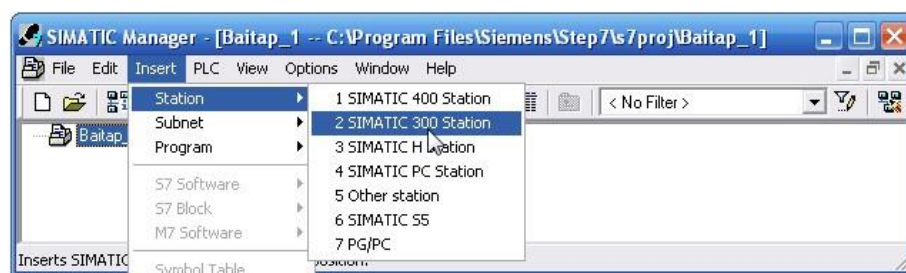 SIMATIC Manager - [Baitap_1 -- C:\Program Files\Siemens\Step7\s7proj\Baitap_1]
File Edit Insert PLC View Options Window Help
< No Filter >
Baitap
Station
Subnet
Program
S7 Software
S7 Block
M7 Software
Symbol Table
1 SIMATIC 400 Station
2 SIMATIC 300 Station
3 SIMATIC H
4 SIMATIC PC Station
5 Other station
6 SIMATIC S5
7 PG/PC
Inserts SIMATIC